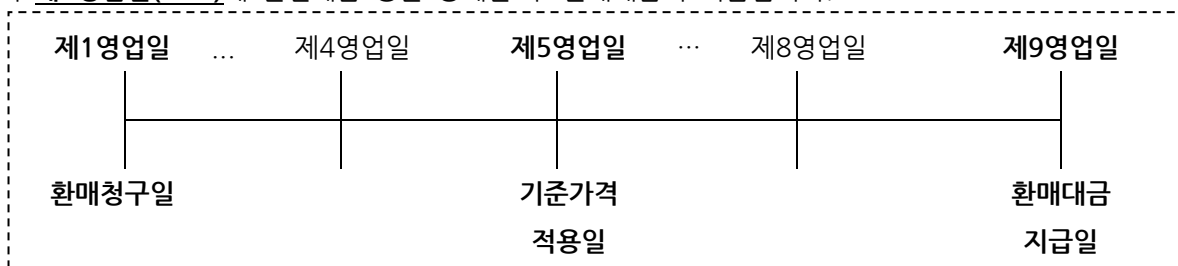 제1영업일 … 제4영업일 제5영업일 … 제8영업일 제9영업일
환매청구일 기준가격 환매대금
적용일 지급일